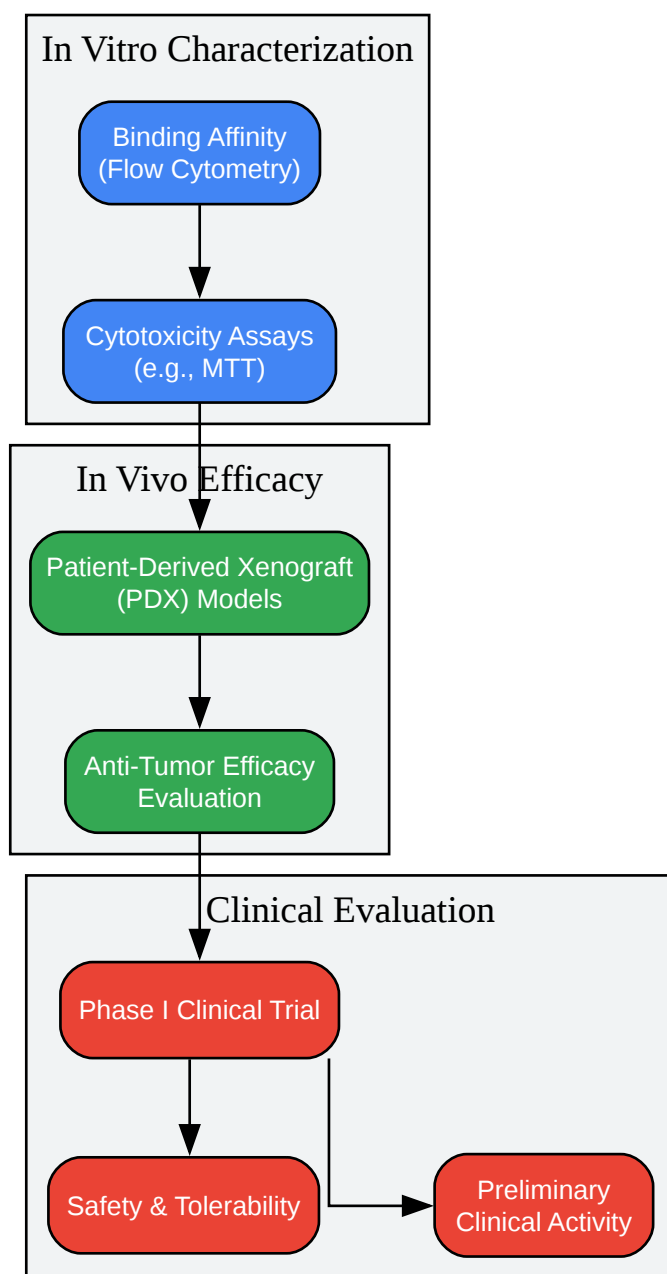 In Vitro Characterization
Binding Affinity
(Flow Cytometry)
Cytotoxicity Assays
(e.g., MTT)
In Vivo Efficacy
Patient-Derived Xenograft
(PDX) Models
Anti-Tumor Efficacy
Evaluation
Clinical Evaluation
Phase I Clinical Trial
Safety & Tolerability
Preliminary
Clinical Activity